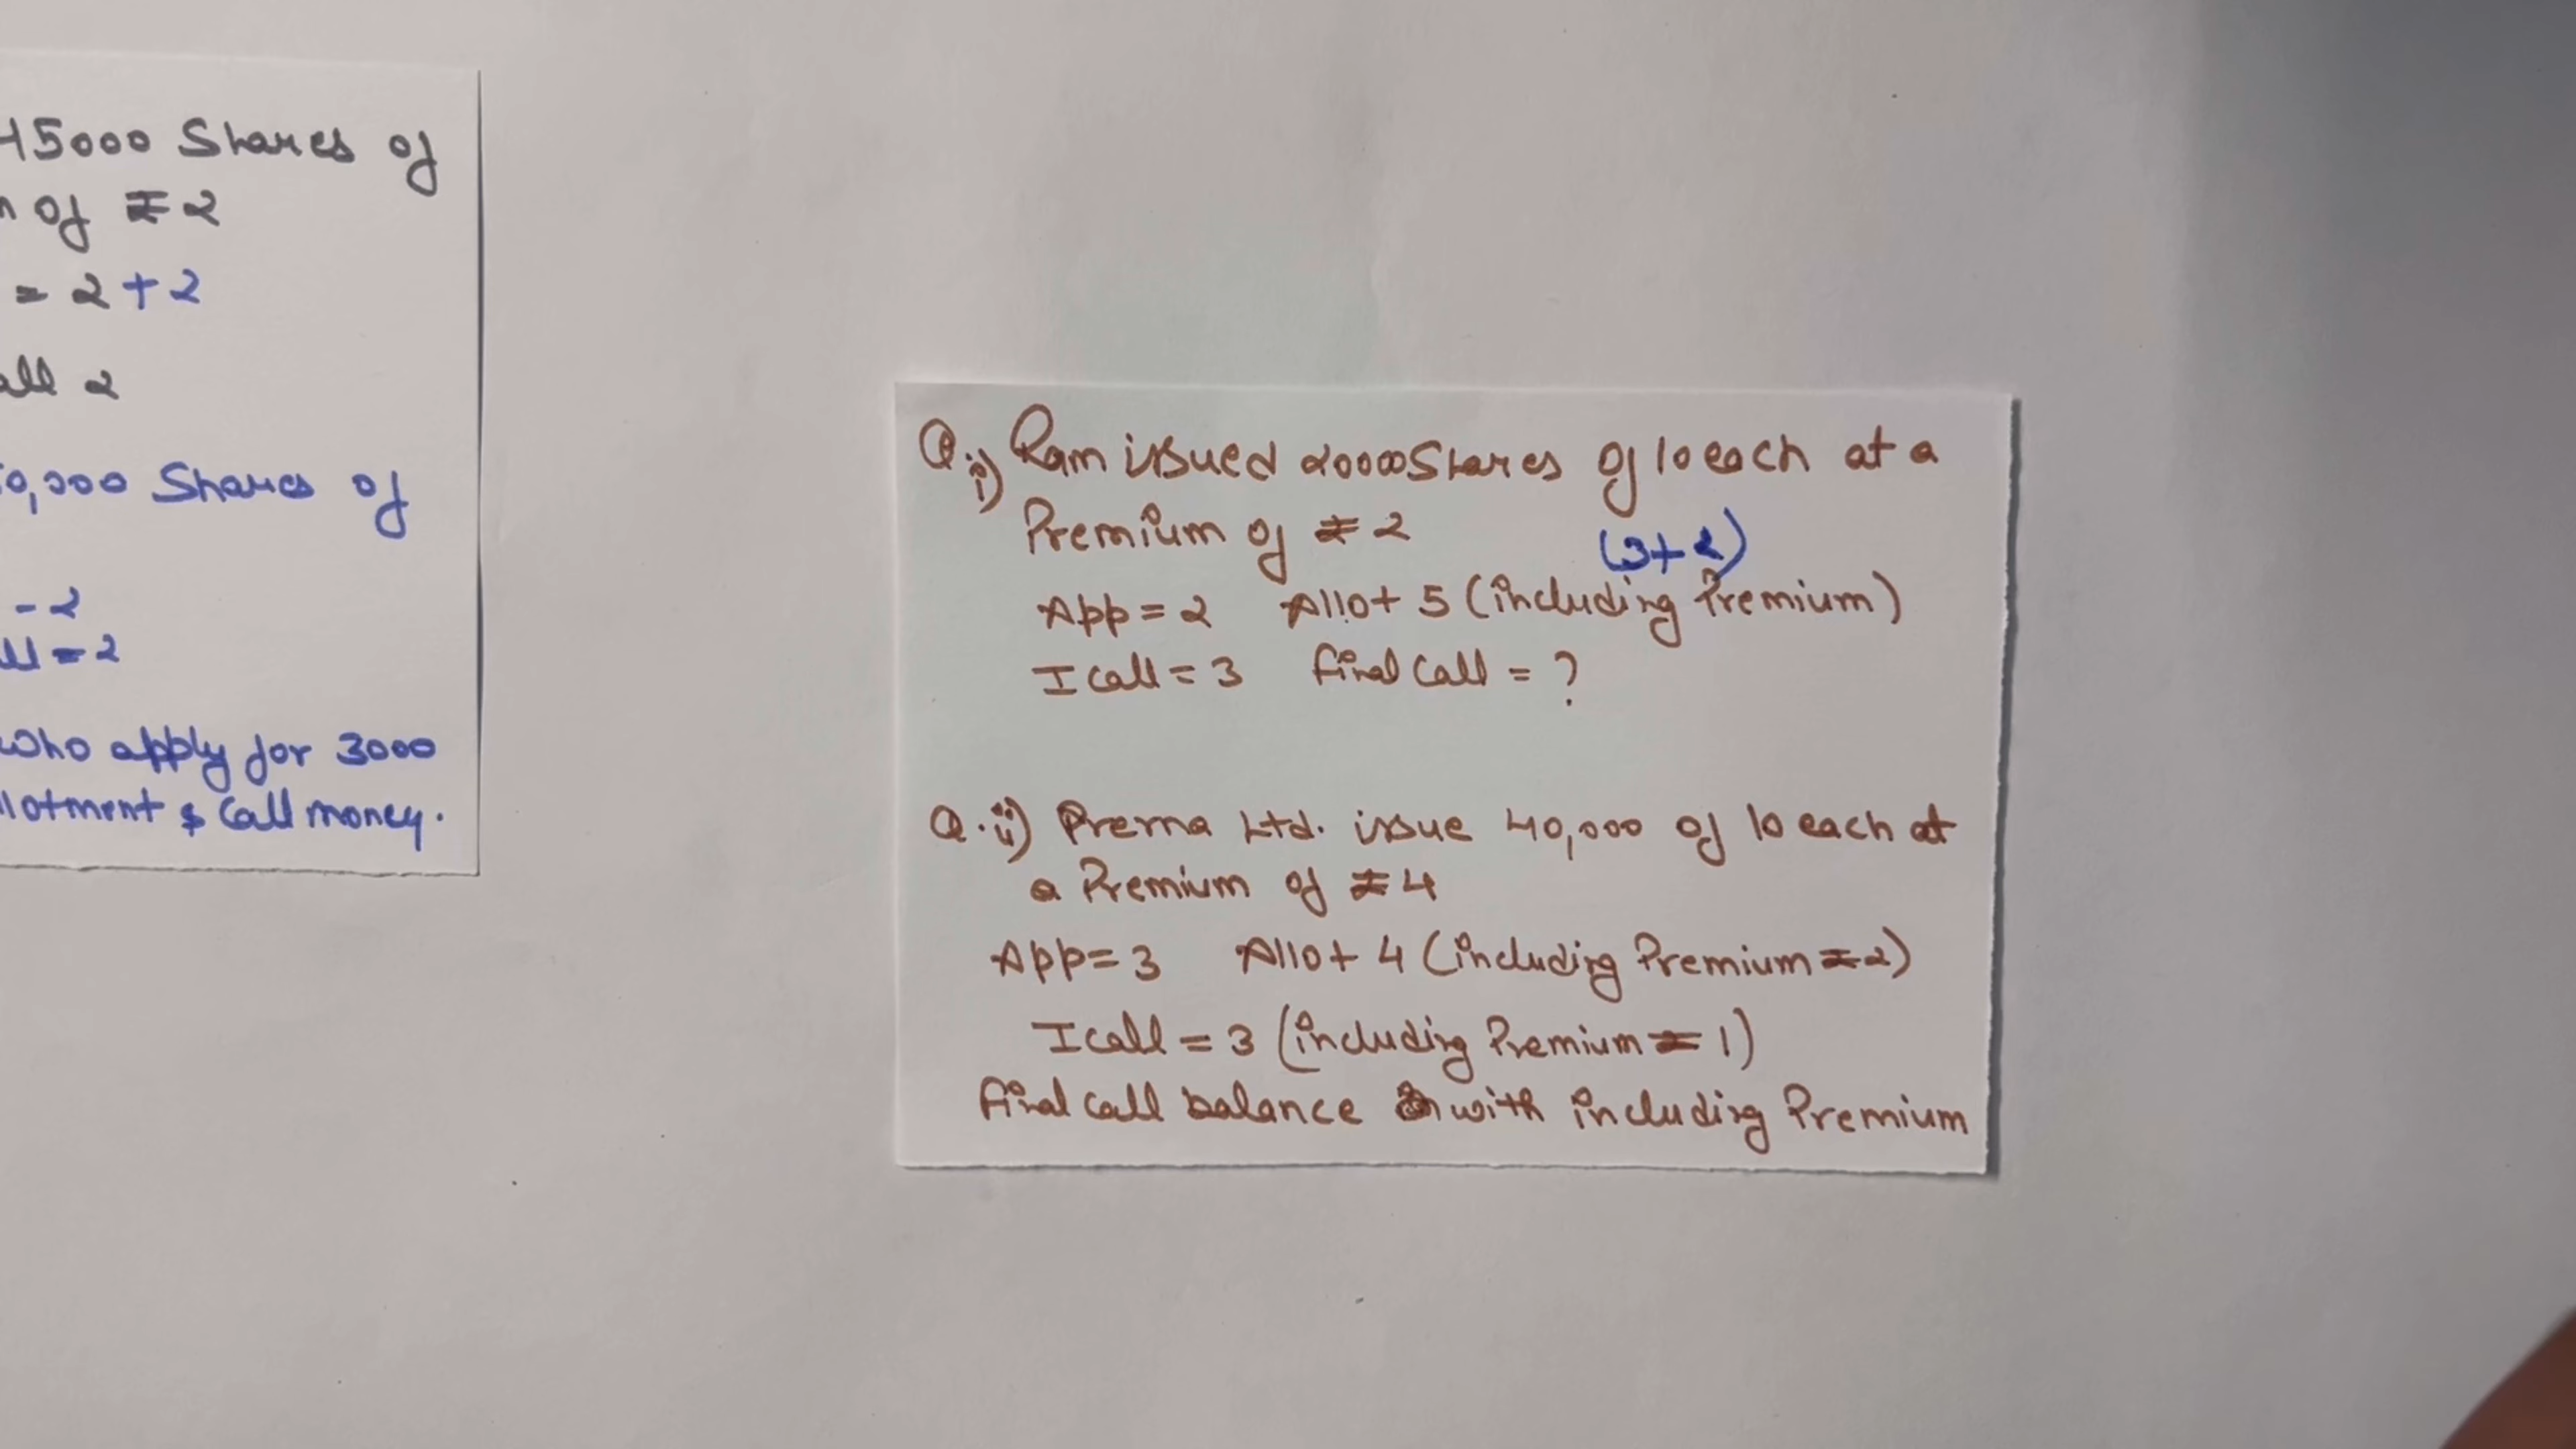 45000 Shares of
of ₹2
= 2+2
all 2
0,000 Shares of
-2
ll=2
who apply for 3000
lotment & Call money.
Q.i) Ram issued 20000 Shares of 10 each at a
Premium of ₹2
(3+2)
App=2 Allot 5 (including Premium)
I call = 3 final Call = ?
Q.ii) Prerna Ltd. issue 40,000 of 10 each at
a Premium of ₹4
App=3 Allot 4 (including Premium ₹2)
I call = 3 (including Premium ₹1)
final call balance with including Premium